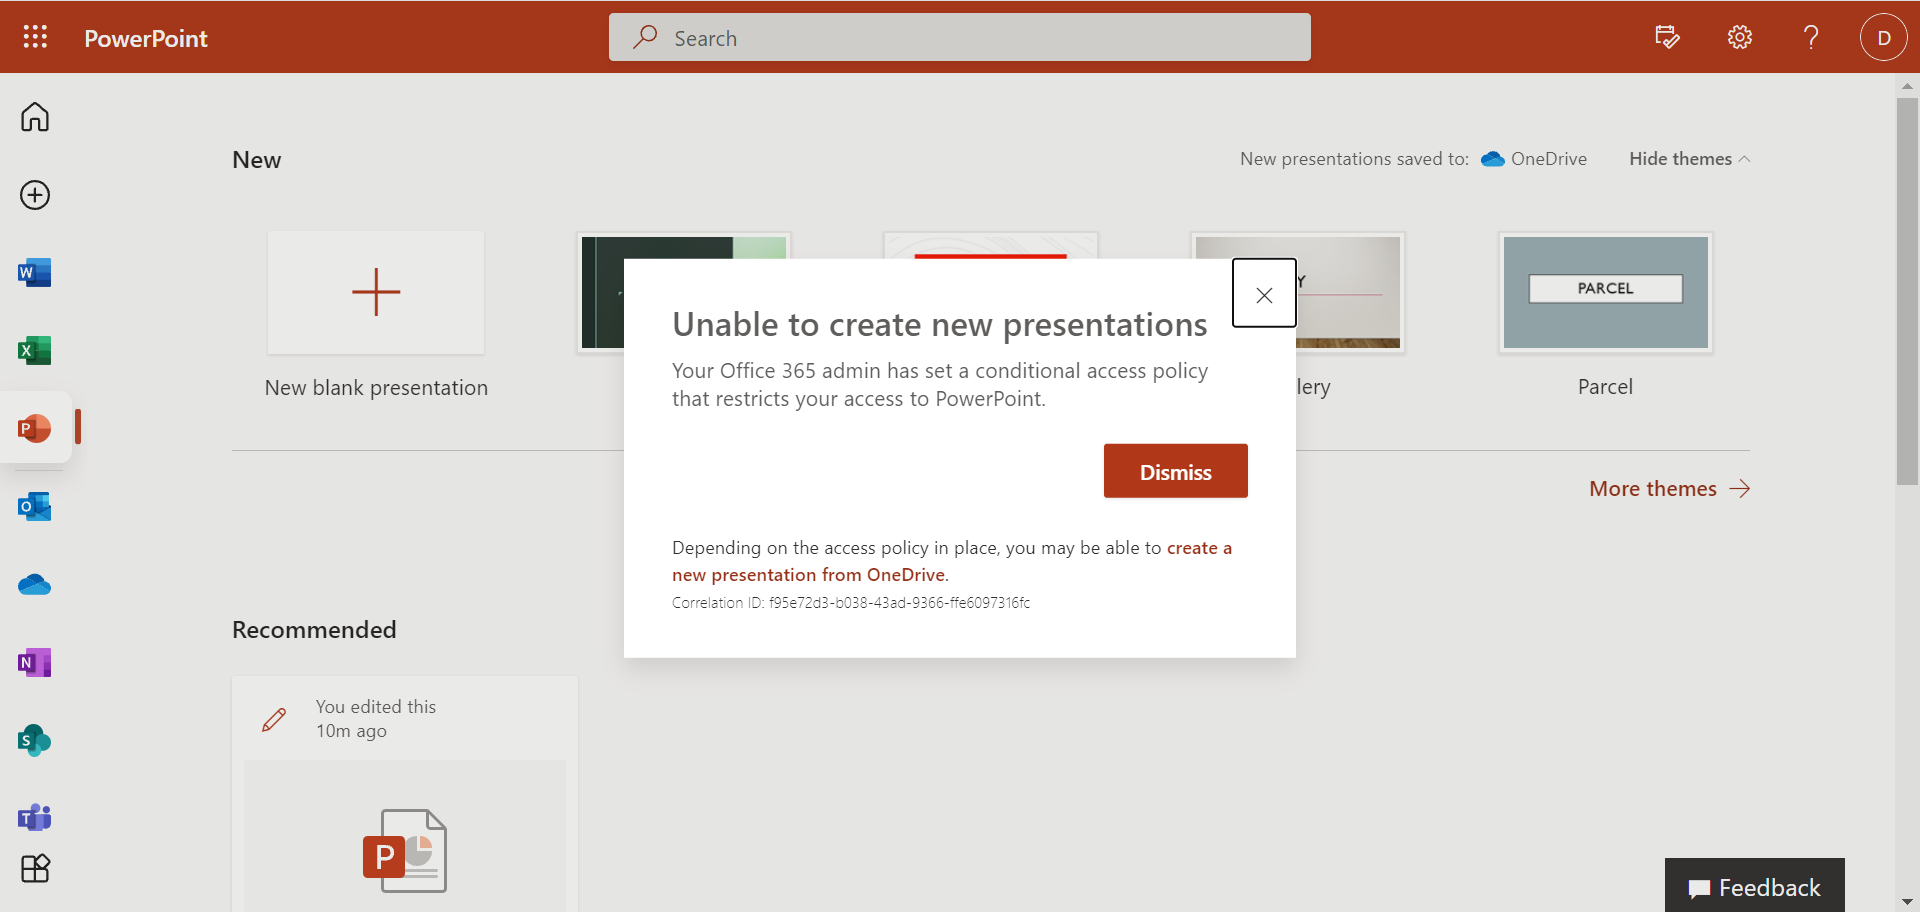 PowerPoint
Search
D
New
New presentations saved to: OneDrive
Hide themes
PARCEL
New blank presentation
lery
Parcel
Unable to create new presentations
Your Office 365 admin has set a conditional access policy
that restricts your access to PowerPoint.
Dismiss
Depending on the access policy in place, you may be able to create a
new presentation from OneDrive.
Correlation ID: f95e72d3-b038-43ad-9366-ffe6097316fc
More themes
Recommended
You edited this
10m ago
W
X
P
O
N
S
T
P
Feedback